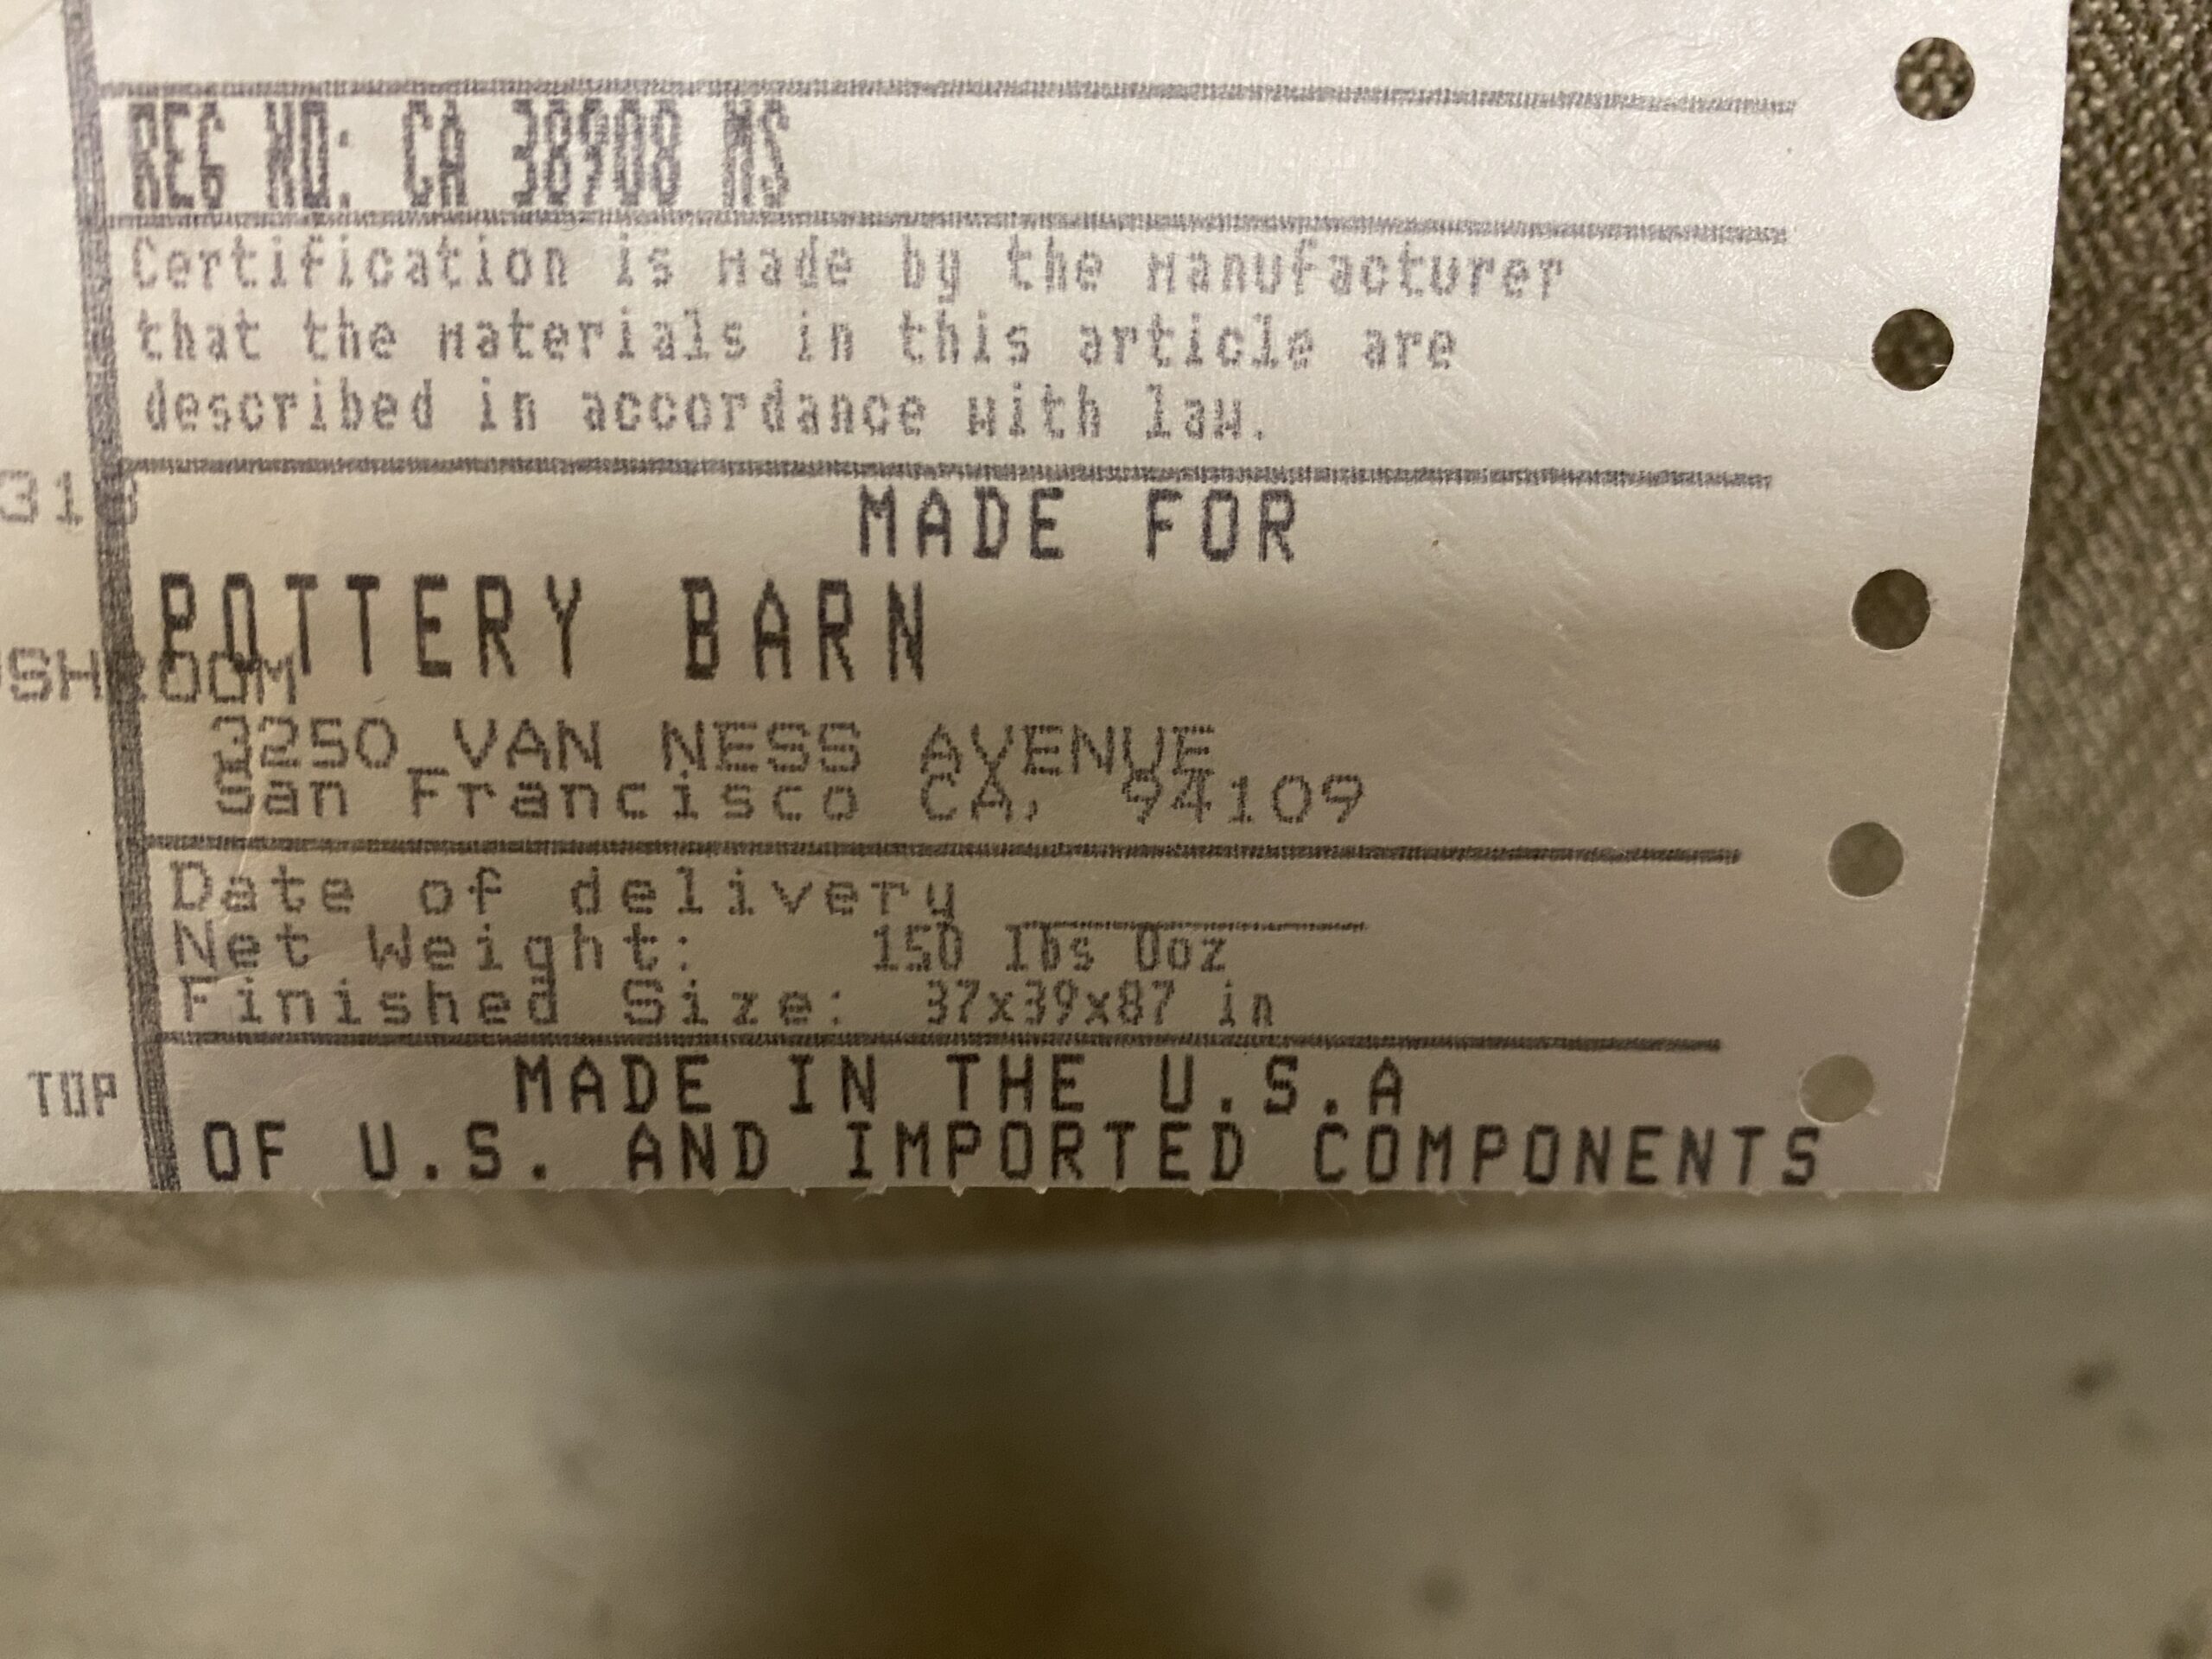 REG NO: CA 38908 MS
Certification is made by the manufacturer
that the materials in this article are
described in accordance with law.
313
MADE FOR
POTTERY BARN
SHROOM
3250 VAN NESS AVENUE
San Francisco CA, 94109
Date of delivery
Net Weight: 150 lbs 0oz
Finished Size: 37x39x87 in
MADE IN THE U.S.A
TOP
OF U.S. AND IMPORTED COMPONENTS